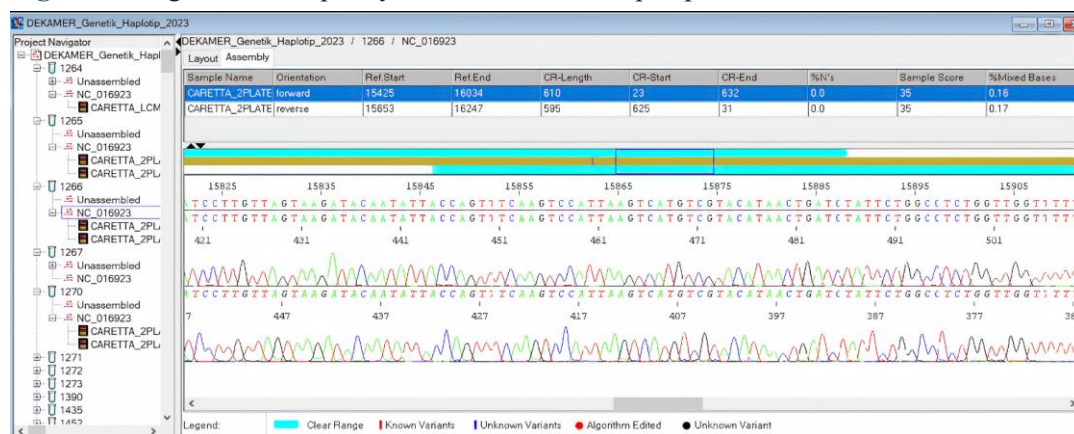 DEKAMER_Genetik_Haplotip_2023
Project Navigator
DEKAMER_Genetik_Hapl
1264
Unassembled
NC_016923
CARETTA_LCM
1265
Unassembled
NC_016923
CARETTA_2PL
CARETTA_2PL
1266
Unassembled
NC_016923
CARETTA_2PL
CARETTA_2PL
1267
Unassembled
NC_016923
1270
Unassembled
NC_016923
CARETTA_2PL
CARETTA_2PL
1271
1272
1273
1390
1435
1452
DEKAMER_Genetik_Haplotip_2023 / 1266 / NC_016923
Layout Assembly
Sample Name Orientation Ref.Start Ref.End CR-Length CR-Start CR-End %N's Sample Score %Mixed Bases
CARETTA_2PLATE forward 15425 16034 610 23 632 0.0 35 0.16
CARETTA_2PLATE reverse 15653 16247 595 625 31 0.0 35 0.17
15825 15835 15845 15855 15865 15875 15885 15895 15905
421 431 441 451 461 471 481 491 501
447 437 427 417 407 397 387 377
Legend: Clear Range Known Variants Unknown Variants Algorithm Edited Unknown Variant